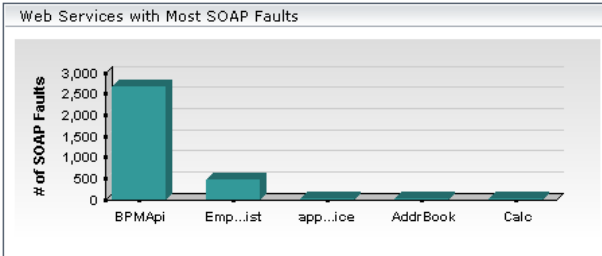 Web Services with Most SOAP Faults
# of SOAP Faults
3,000
2,500
2,000
1,500
1,000
500
0
BPMApi Emp...ist app...ice AddrBook Calc